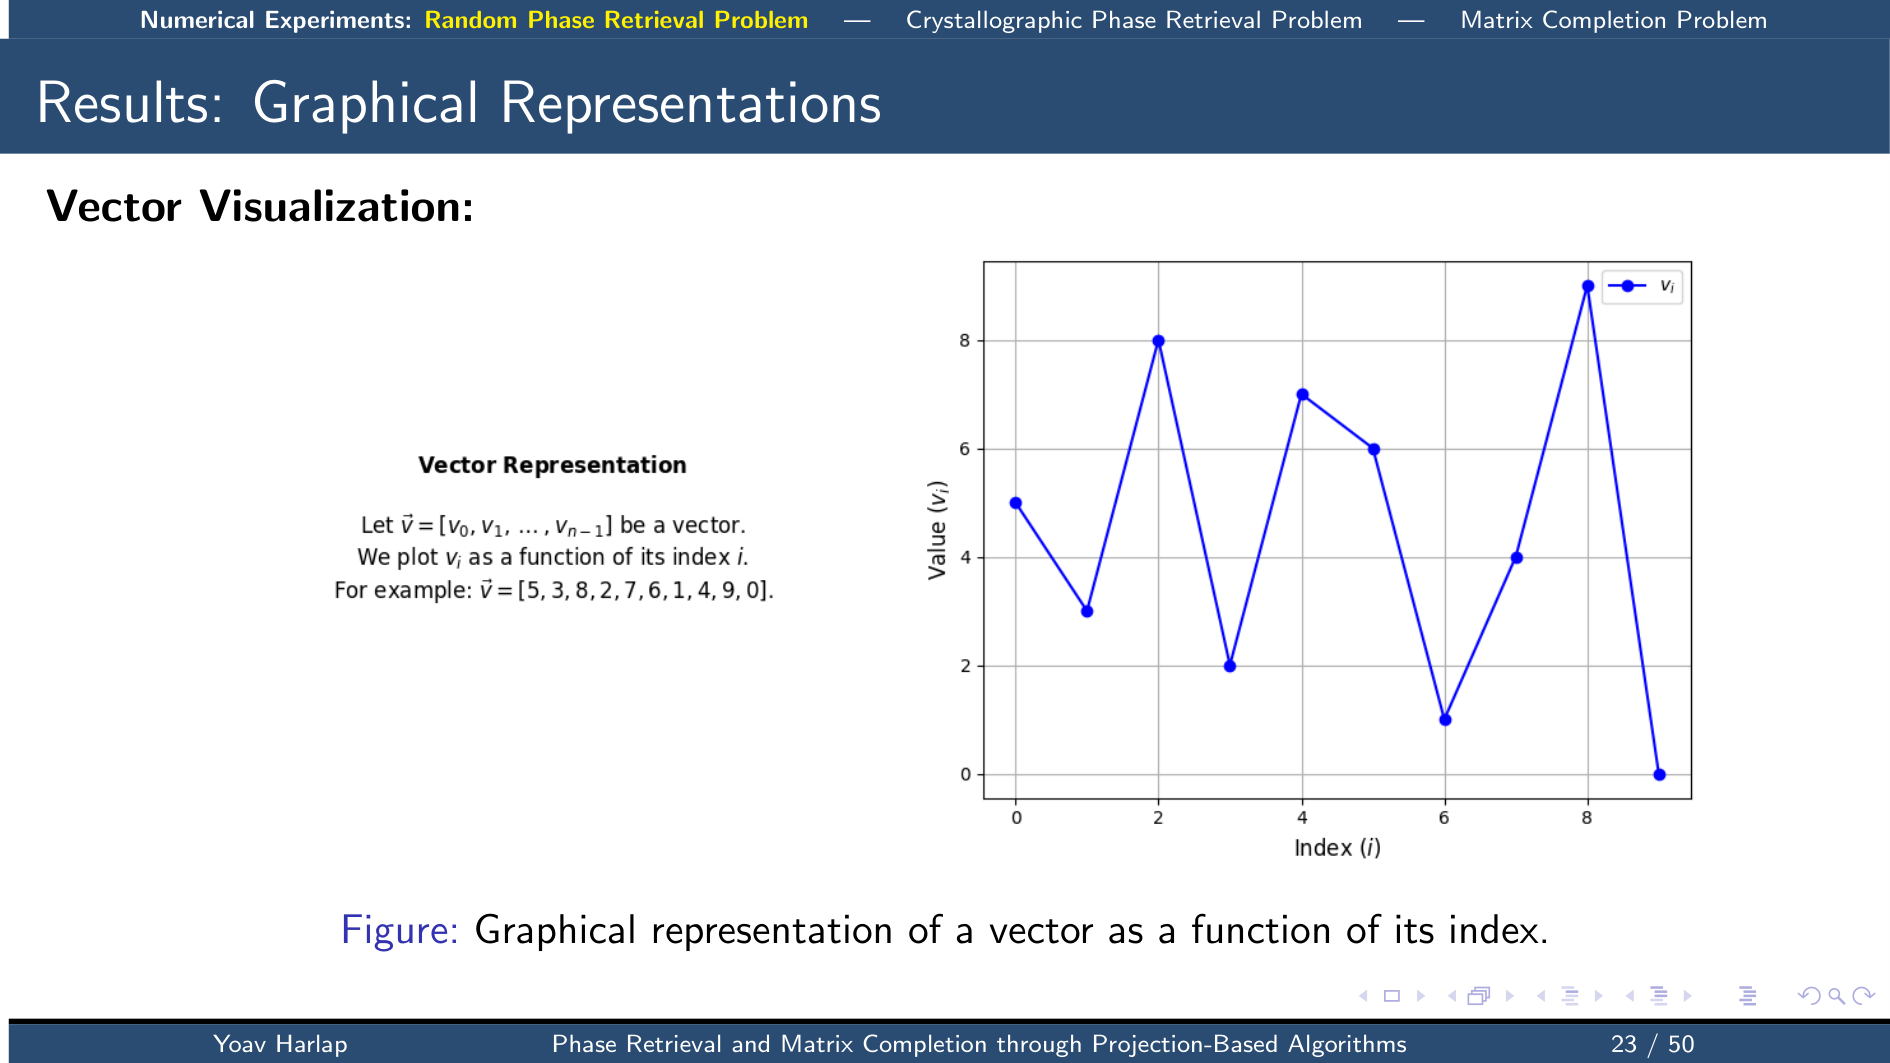 Numerical Experiments: Random Phase Retrieval Problem — Crystallographic Phase Retrieval Problem — Matrix Completion Problem
Results: Graphical Representations
Vector Visualization:
Vector Representation
Let v⃗ = [v₀, v₁, … , vₙ₋₁] be a vector.
We plot vᵢ as a function of its index i.
For example: v⃗ = [5, 3, 8, 2, 7, 6, 1, 4, 9, 0].
vᵢ
Value (vᵢ)
8
6
4
2
0
0 2 4 6 8
Index (i)
Figure: Graphical representation of a vector as a function of its index.
Yoav Harlap Phase Retrieval and Matrix Completion through Projection-Based Algorithms 23 / 50